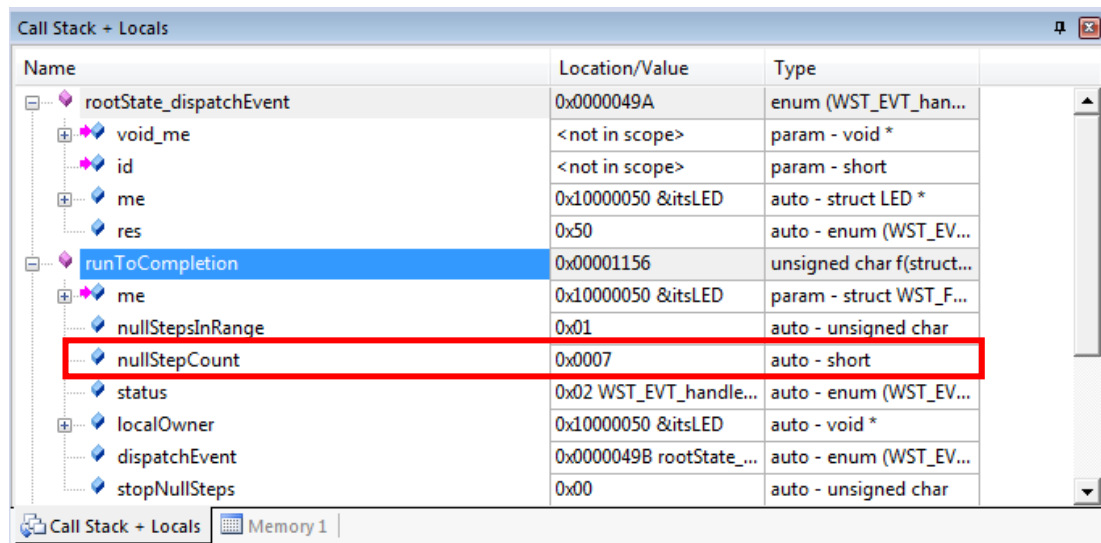 Call Stack + Locals
Name Location/Value Type
rootState_dispatchEvent 0x0000049A enum (WST_EVT_han...
void_me <not in scope> param - void *
id <not in scope> param - short
me 0x10000050 &itsLED auto - struct LED *
res 0x50 auto - enum (WST_EV...
runToCompletion 0x00001156 unsigned char f(struct...
me 0x10000050 &itsLED param - struct WST_F...
nullStepsInRange 0x01 auto - unsigned char
nullStepCount 0x0007 auto - short
status 0x02 WST_EVT_handle... auto - enum (WST_EV...
localOwner 0x10000050 &itsLED auto - void *
dispatchEvent 0x0000049B rootState_... auto - enum (WST_EV...
stopNullSteps 0x00 auto - unsigned char
Call Stack + Locals Memory 1